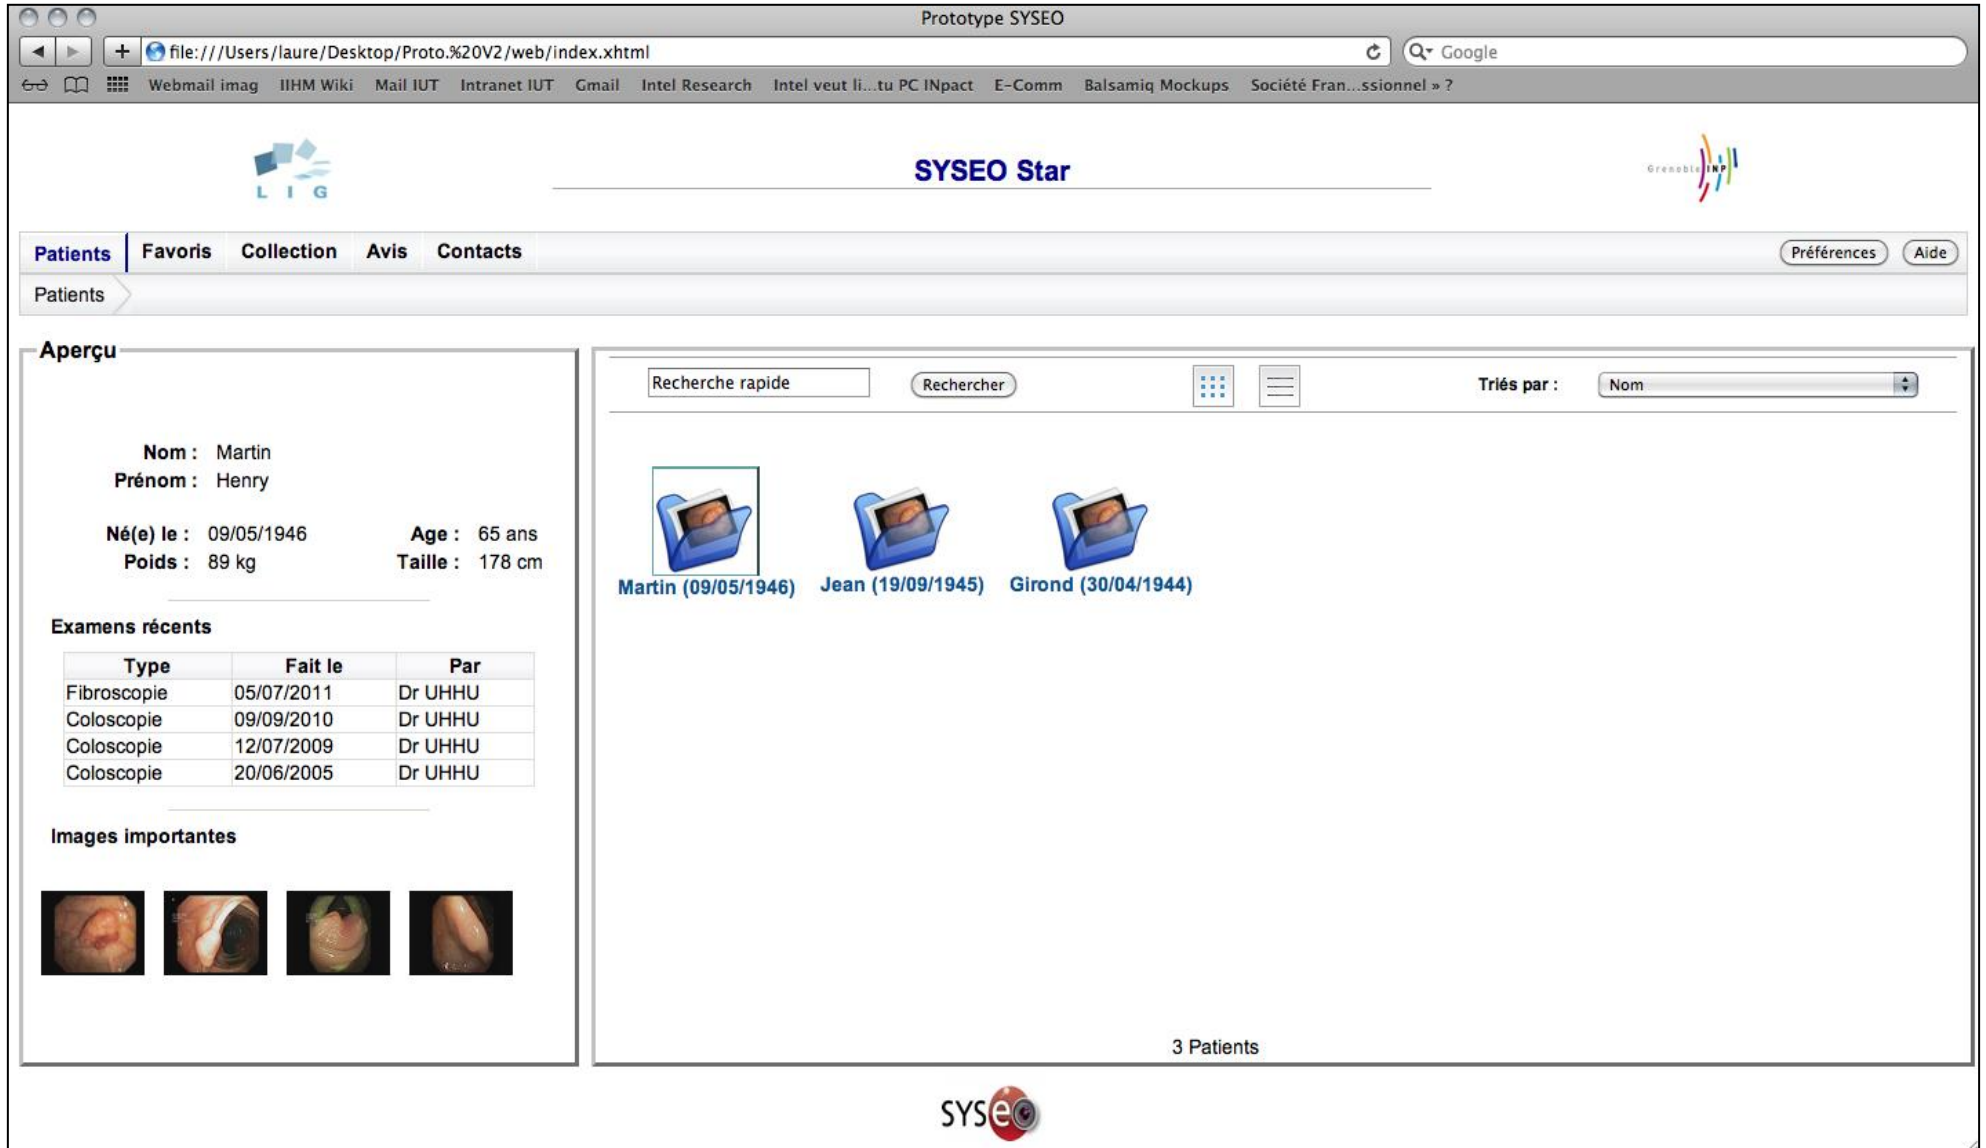 Prototype SYSEO
file:///Users/laure/Desktop/Proto.%20V2/web/index.xhtml
Google
Webmail imag IIHM Wiki Mail IUT Intranet IUT Gmail Intel Research Intel veut li...tu PC INpact E-Comm Balsamiq Mockups Société Fran...ssionnel » ?
LIG
SYSEO Star
Grenoble INP
Patients Favoris Collection Avis Contacts Préférences Aide
Patients
Aperçu
Recherche rapide Rechercher Triés par : Nom
Nom : Martin
Prénom : Henry
Né(e) le : 09/05/1946 Age : 65 ans
Poids : 89 kg Taille : 178 cm
Martin (09/05/1946) Jean (19/09/1945) Girond (30/04/1944)
Examens récents
Type Fait le Par
Fibroscopie 05/07/2011 Dr UHHU
Coloscopie 09/09/2010 Dr UHHU
Coloscopie 12/07/2009 Dr UHHU
Coloscopie 20/06/2005 Dr UHHU
Images importantes
3 Patients
SYSeo